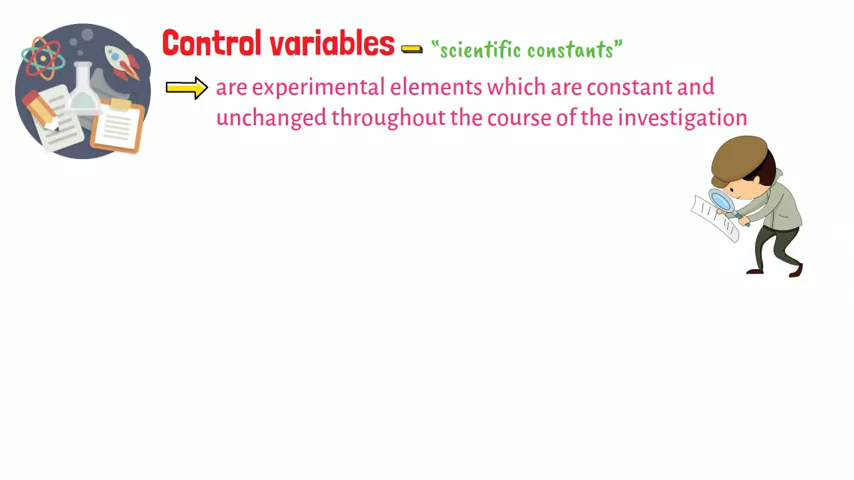 Control variables - "scientific constants"
are experimental elements which are constant and
unchanged throughout the course of the investigation